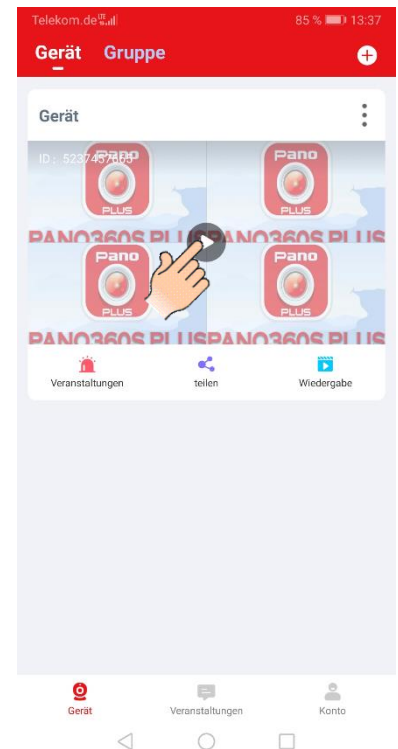 Telekom.de 85 % 13:37
Gerät Gruppe
Gerät
Pano Pano
PLUS PLUS
PANO360S PLUS PANO360S PLUS
Pano Pano
PLUS PLUS
PANO360S PLUS PANO360S PLUS
Veranstaltungen teilen Wiedergabe
Gerät Veranstaltungen Konto